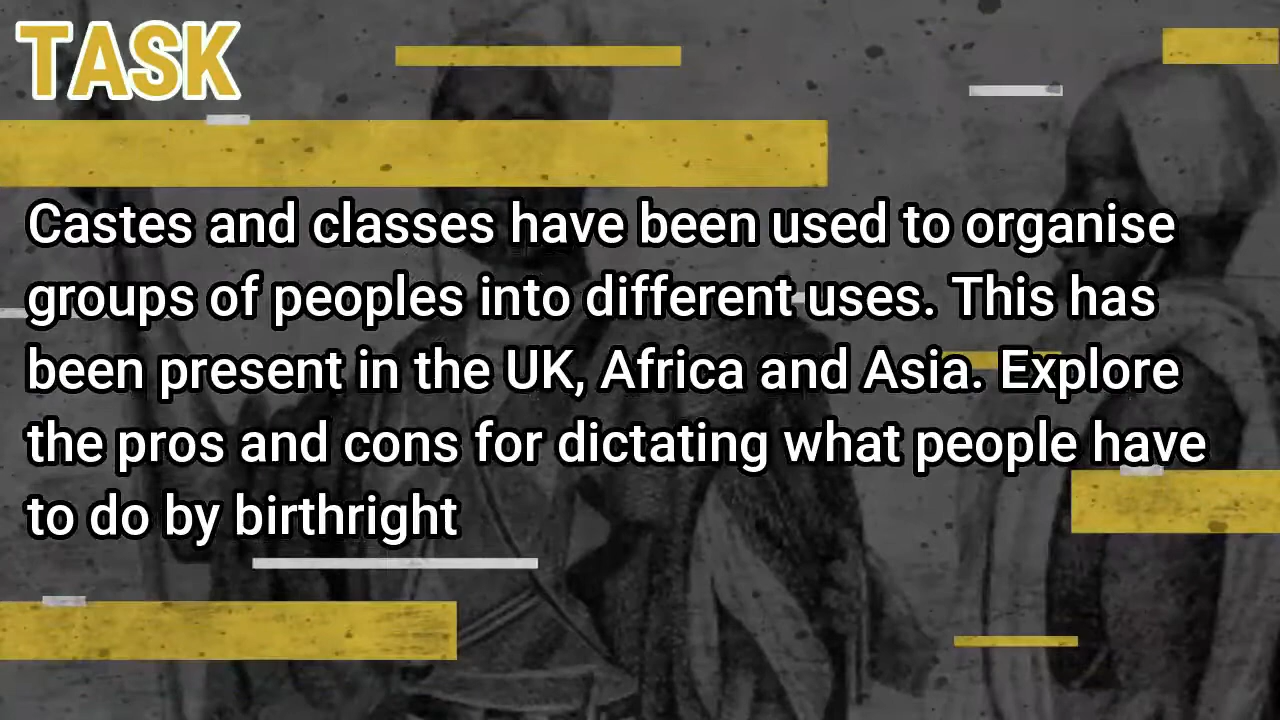 TASK
Castes and classes have been used to organise
groups of peoples into different uses. This has
been present in the UK, Africa and Asia. Explore
the pros and cons for dictating what people have
to do by birthright